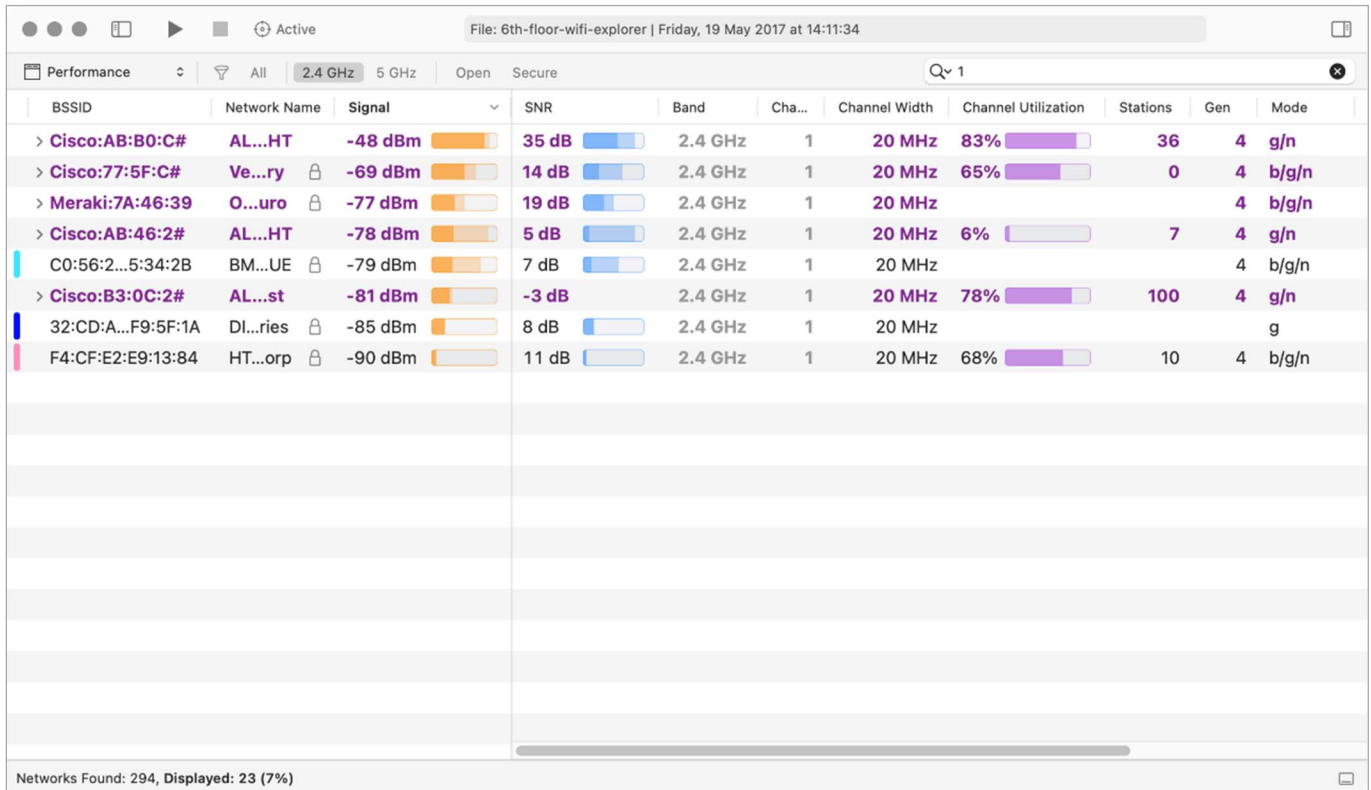 Active
File: 6th-floor-wifi-explorer | Friday, 19 May 2017 at 14:11:34
Performance All 2.4 GHz 5 GHz Open Secure 1
BSSID Network Name Signal SNR Band Cha... Channel Width Channel Utilization Stations Gen Mode
Cisco:AB:B0:C# AL...HT -48 dBm 35 dB 2.4 GHz 1 20 MHz 83% 36 4 g/n
Cisco:77:5F:C# Ve...ry -69 dBm 14 dB 2.4 GHz 1 20 MHz 65% 0 4 b/g/n
Meraki:7A:46:39 O...uro -77 dBm 19 dB 2.4 GHz 1 20 MHz 4 b/g/n
Cisco:AB:46:2# AL...HT -78 dBm 5 dB 2.4 GHz 1 20 MHz 6% 7 4 g/n
C0:56:2...5:34:2B BM...UE -79 dBm 7 dB 2.4 GHz 1 20 MHz 4 b/g/n
Cisco:B3:0C:2# AL...st -81 dBm -3 dB 2.4 GHz 1 20 MHz 78% 100 4 g/n
32:CD:A...F9:5F:1A DI...ries -85 dBm 8 dB 2.4 GHz 1 20 MHz g
F4:CF:E2:E9:13:84 HT...orp -90 dBm 11 dB 2.4 GHz 1 20 MHz 68% 10 4 b/g/n
Networks Found: 294, Displayed: 23 (7%)